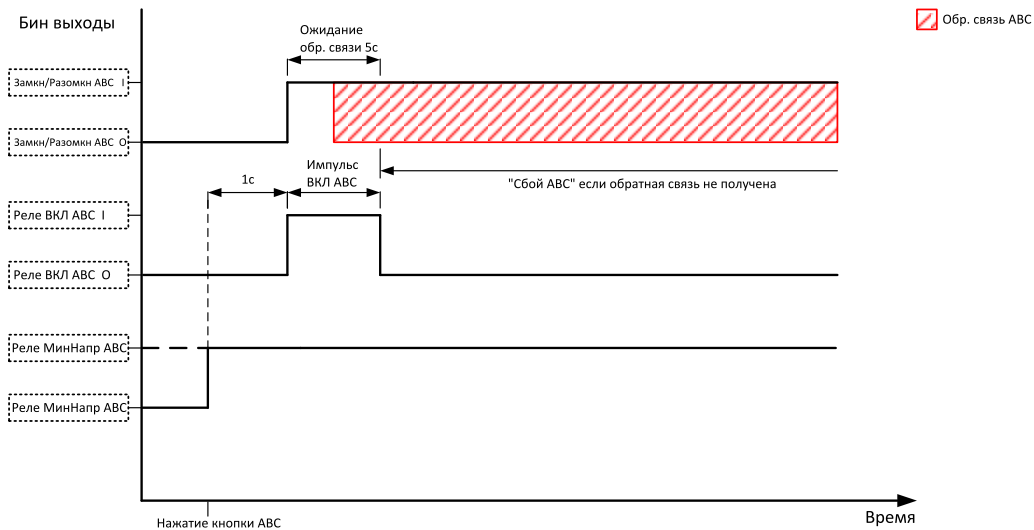 Бин выходы
Обр. связь АВС
Ожидание
обр. связи 5с
Замкн/Разомкн АВС I
Замкн/Разомкн АВС O
1с
Импульс
ВКЛ АВС
"Сбой АВС" если обратная связь не получена
Реле ВКЛ АВС I
Реле ВКЛ АВС O
Реле МинНапр АВС
Реле МинНапр АВС
Время
Нажатие кнопки АВС